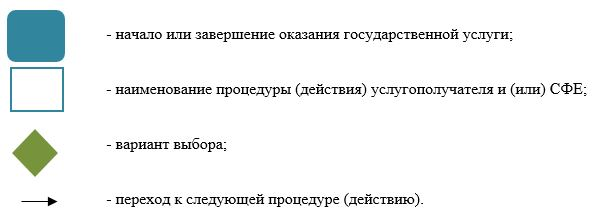 - начало или завершение оказания государственной услуги;
- наименование процедуры (действия) услугополучателя и (или) СФЕ;
- вариант выбора;
- переход к следующей процедуре (действию).